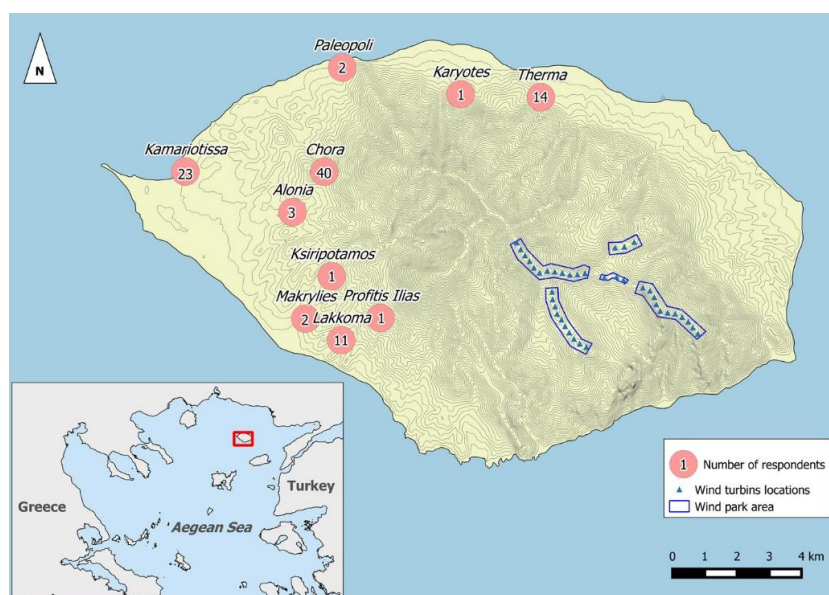 N
Paleopoli
2
Karyotes
1
Therma
14
Kamariotissa
23
Chora
40
Alonia
3
Ksiripotamos
1
Makrylies
2
Profitis Ilias
1
Lakkoma
11
Greece
Turkey
Aegean Sea
1 Number of respondents
Wind turbins locations
Wind park area
0 1 2 3 4 km